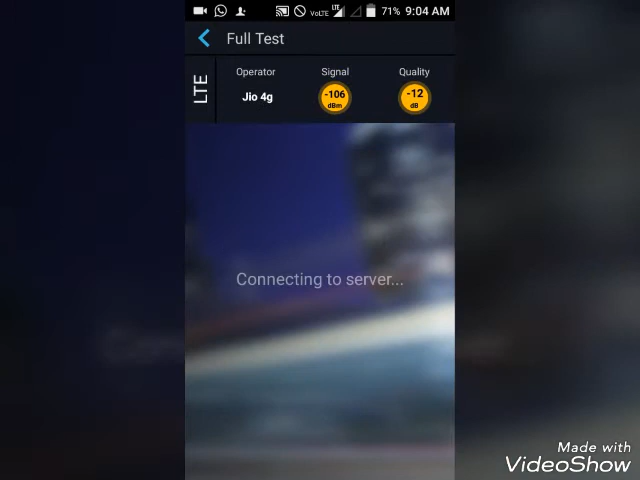 VoLTE LTE 71% 9:04 AM
Full Test
LTE
Operator Signal Quality
Jio 4g -106 dBm -12 dB
Connecting to server...
Made with
VideoShow